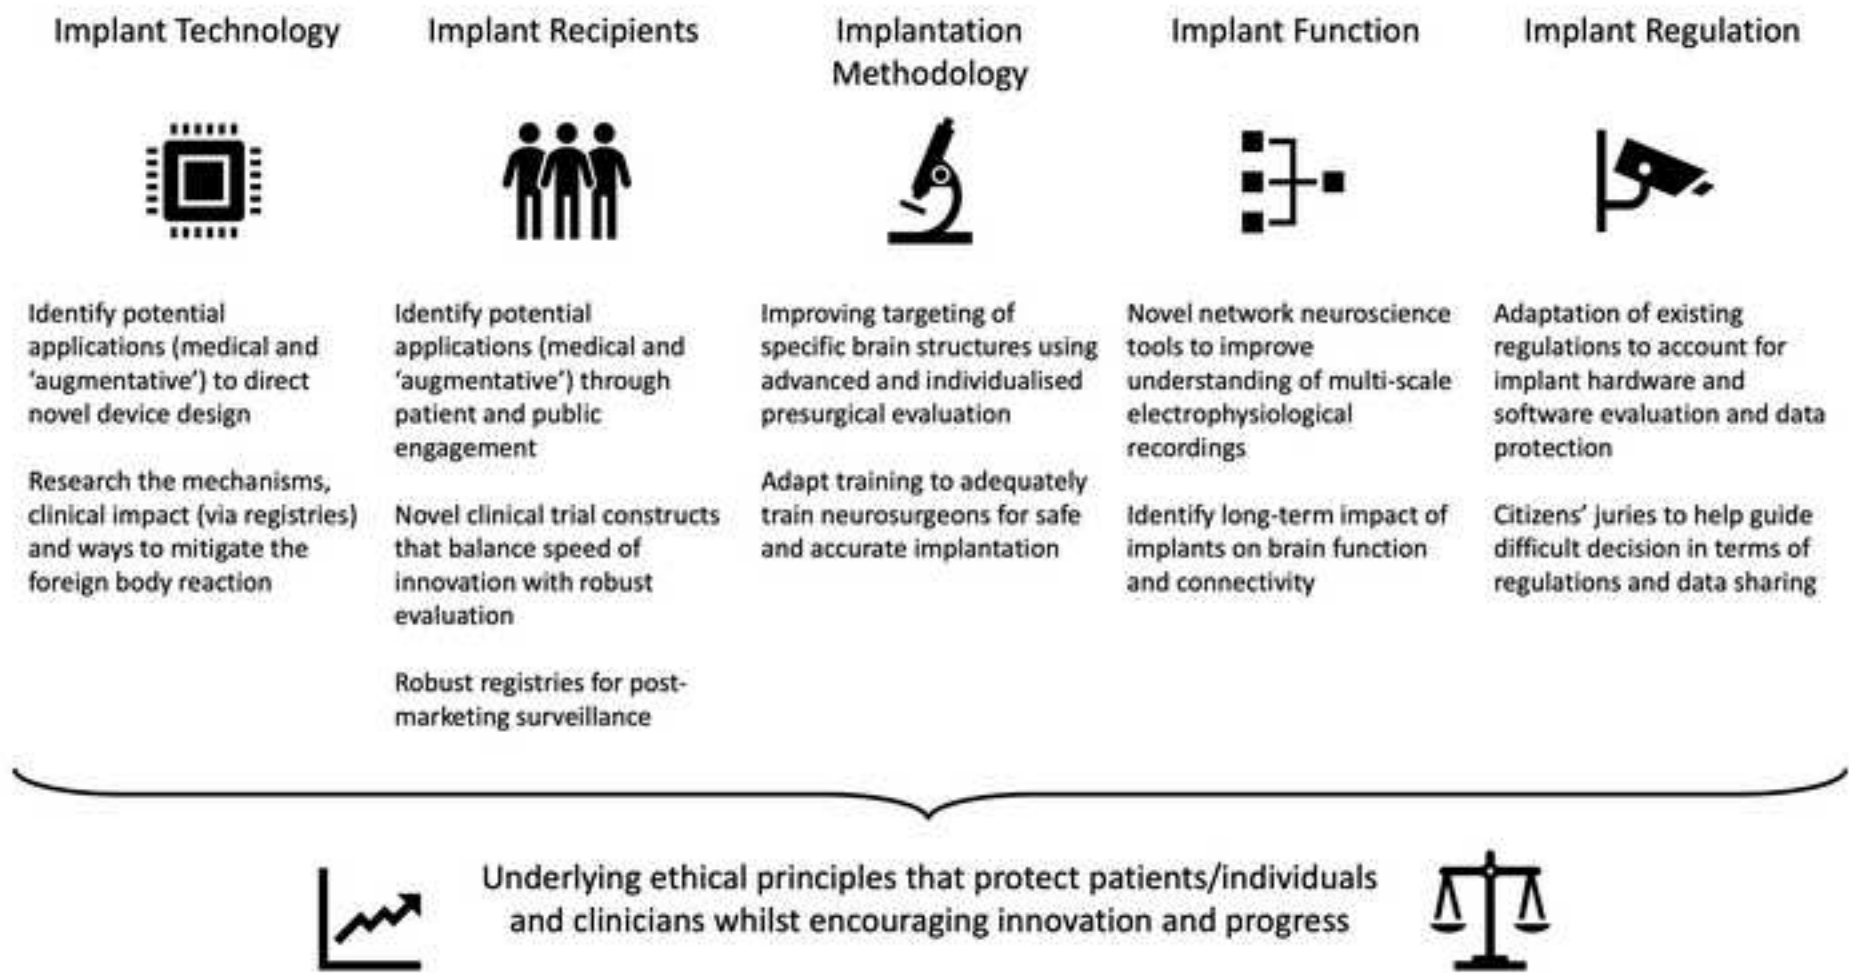 Implant Technology
Implant Recipients
Implantation
Methodology
Implant Function
Implant Regulation
Identify potential
applications (medical and
‘augmentative’) to direct
novel device design
Research the mechanisms,
clinical impact (via registries)
and ways to mitigate the
foreign body reaction
Identify potential
applications (medical and
‘augmentative’) through
patient and public
engagement
Novel clinical trial constructs
that balance speed of
innovation with robust
evaluation
Robust registries for post-
marketing surveillance
Improving targeting of
specific brain structures using
advanced and individualised
presurgical evaluation
Adapt training to adequately
train neurosurgeons for safe
and accurate implantation
Novel network neuroscience
tools to improve
understanding of multi-scale
electrophysiological
recordings
Identify long-term impact of
implants on brain function
and connectivity
Adaptation of existing
regulations to account for
implant hardware and
software evaluation and data
protection
Citizens’ juries to help guide
difficult decision in terms of
regulations and data sharing
Underlying ethical principles that protect patients/individuals
and clinicians whilst encouraging innovation and progress